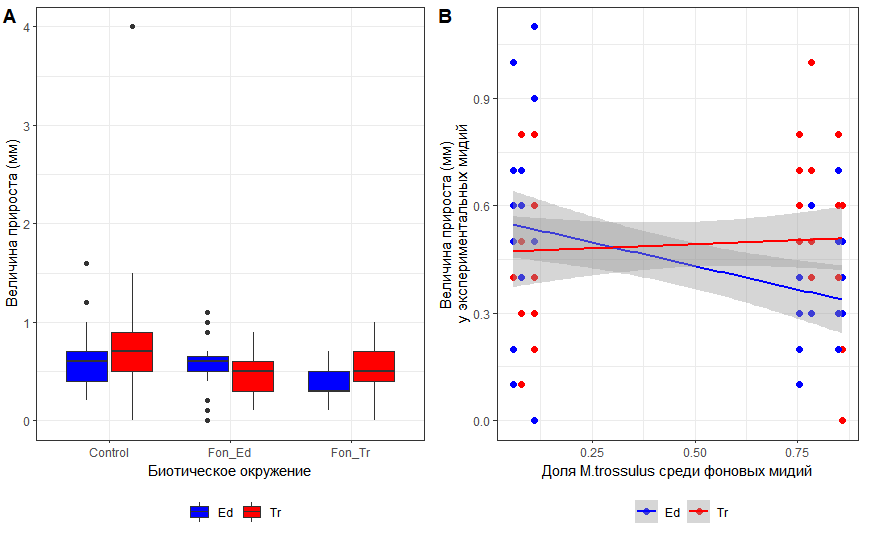 A
Величина прироста (мм)
4
3
2
1
0
Control
Fon_Ed
Fon_Tr
Биотическое окружение
Ed
Tr
B
Величина прироста (мм)
у экспериментальных мидий
0.9
0.6
0.3
0.0
0.25
0.50
0.75
Доля M.trossulus среди фоновых мидий
Ed
Tr